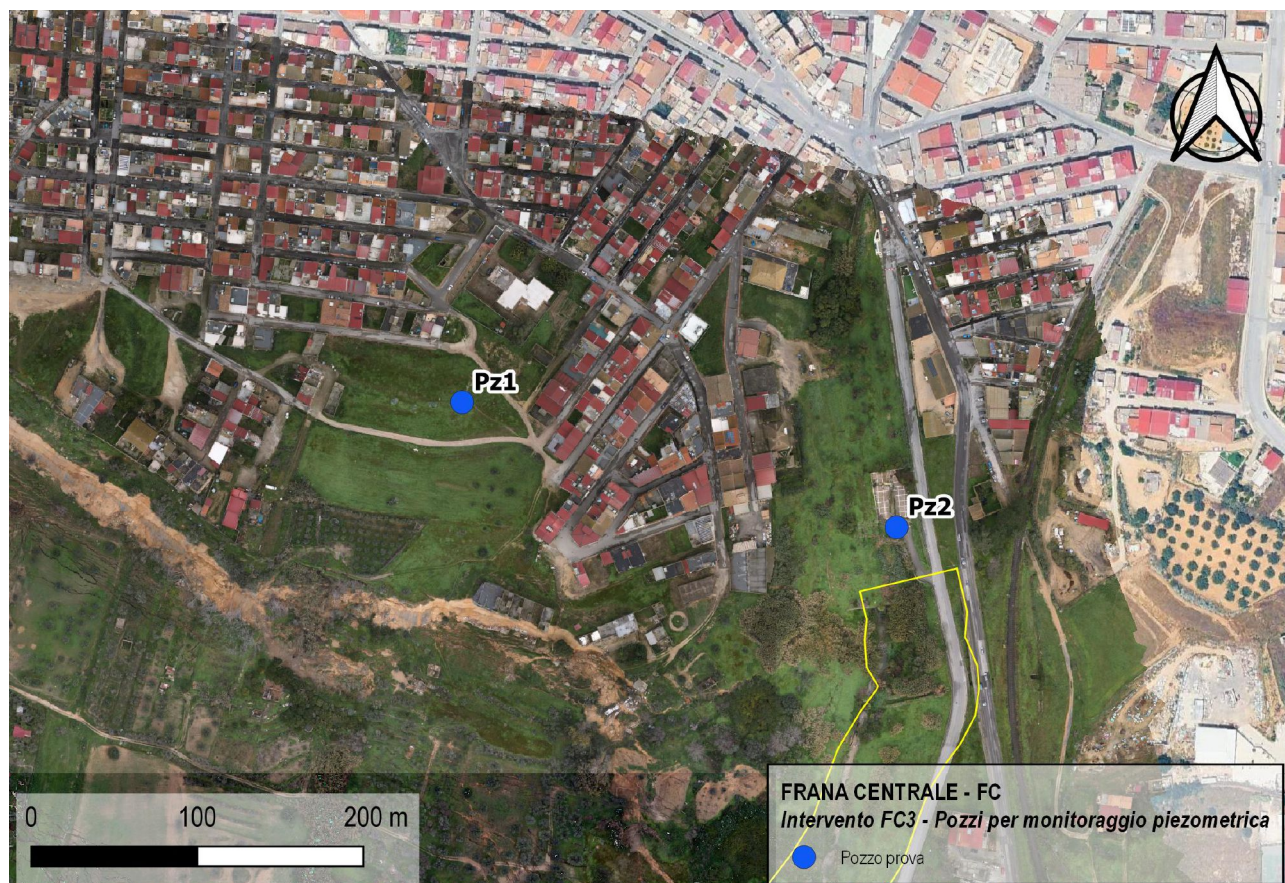 Pz1
Pz2
0 100 200 m
FRANA CENTRALE - FC
Intervento FC3 - Pozzi per monitoraggio piezometrica
Pozzo prova